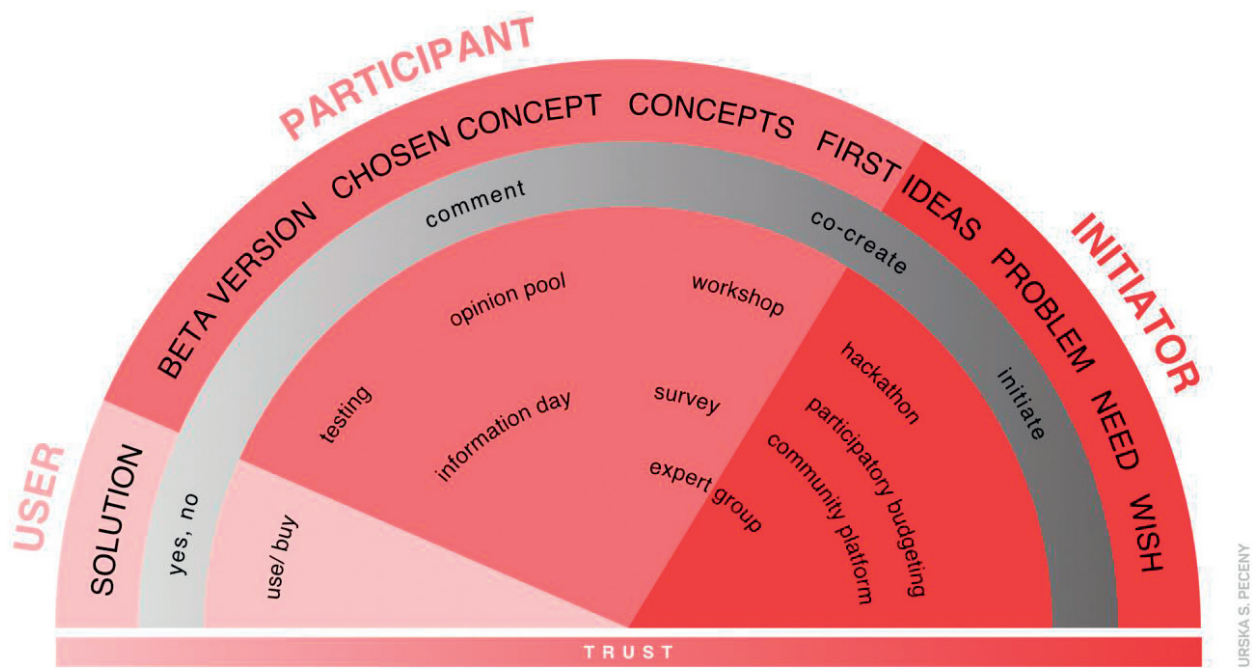 USER
PARTICIPANT
INITIATOR
SOLUTION
BETA VERSION
CHOSEN CONCEPT
CONCEPTS
FIRST IDEAS
PROBLEM
NEED
WISH
yes, no
comment
co-create
initiate
use/ buy
testing
opinion pool
information day
workshop
survey
expert group
hackathon
participatory budgeting
community platform
TRUST
URSKA S. PECENY